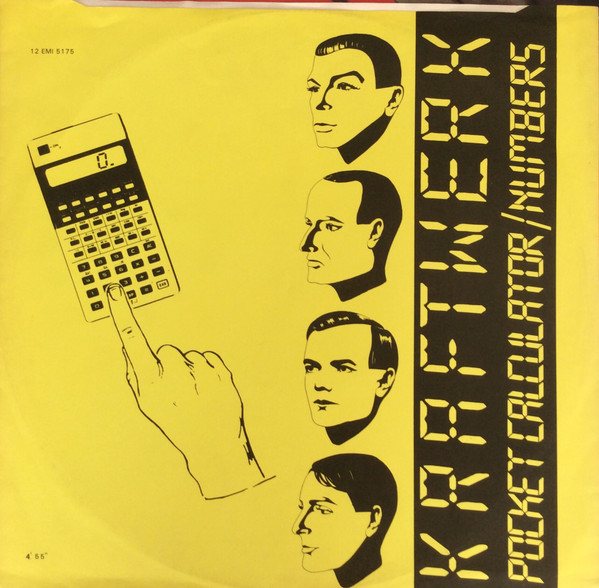 12 EMI 5175
0.
KRAFTWERK
POCKET CALCULATOR/NUMBERS
4' 55"